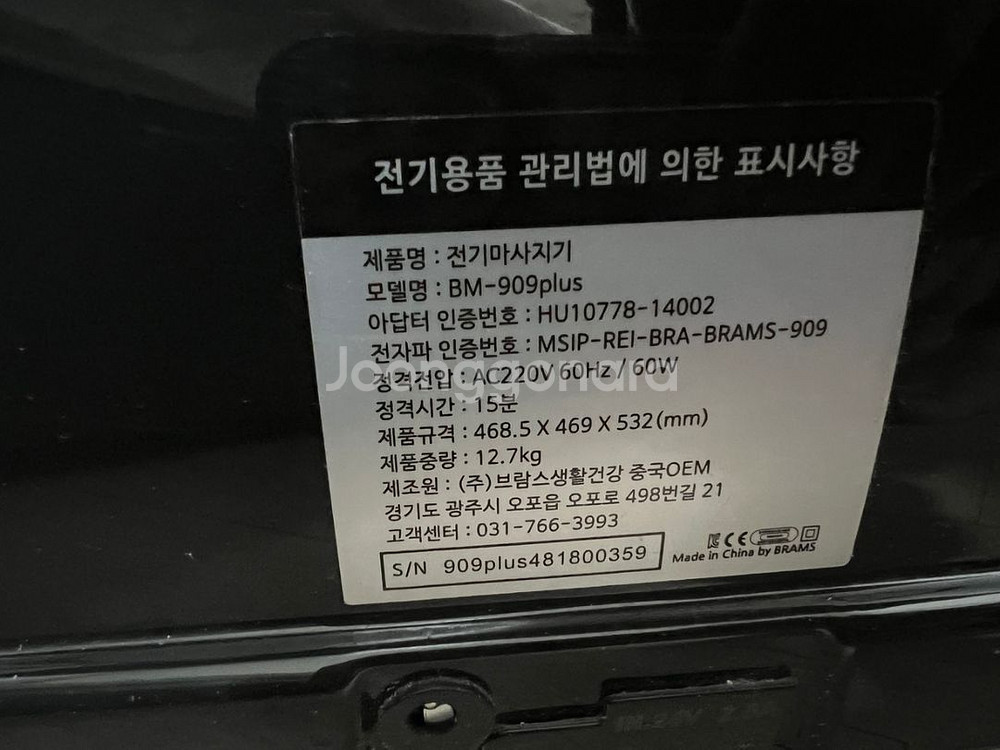 전기용품 관리법에 의한 표시사항
제품명 : 전기마사지기
모델명 : BM-909plus
아답터 인증번호 : HU10778-14002
전자파 인증번호 : MSIP-REI-BRA-BRAMS-909
정격전압 : AC220V 60Hz / 60W
정격시간 : 15분
제품규격 : 468.5 X 469 X 532(mm)
제품중량 : 12.7kg
제조원 : (주)브람스생활건강 중국OEM
경기도 광주시 오포읍 오포로 498번길 21
고객센터 : 031-766-3993
S/N 909plus481800359
CE
Made in China by BRAMS
Joonggonara